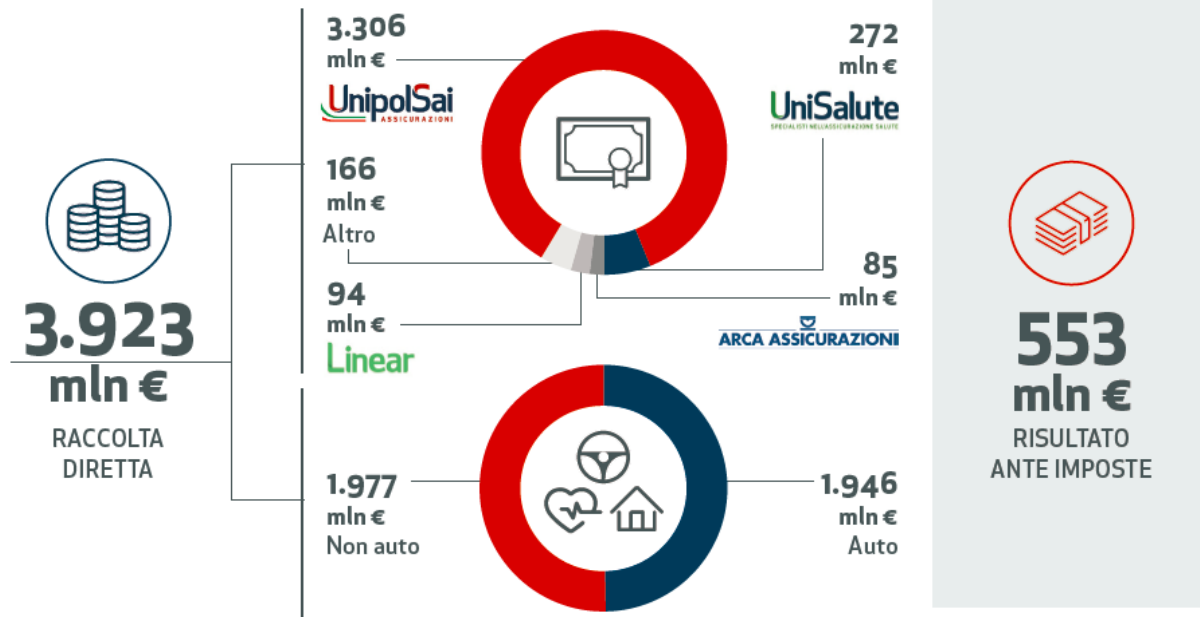 3.923
mln €
RACCOLTA
DIRETTA
3.306
mln €
UnipolSai
ASSICURAZIONI
166
mln €
Altro
94
mln €
Linear
272
mln €
UniSalute
SPECIALISTI NELL'ASSICURAZIONE SALUTE
85
mln €
ARCA ASSICURAZIONI
1.977
mln €
Non auto
1.946
mln €
Auto
553
mln €
RISULTATO
ANTE IMPOSTE